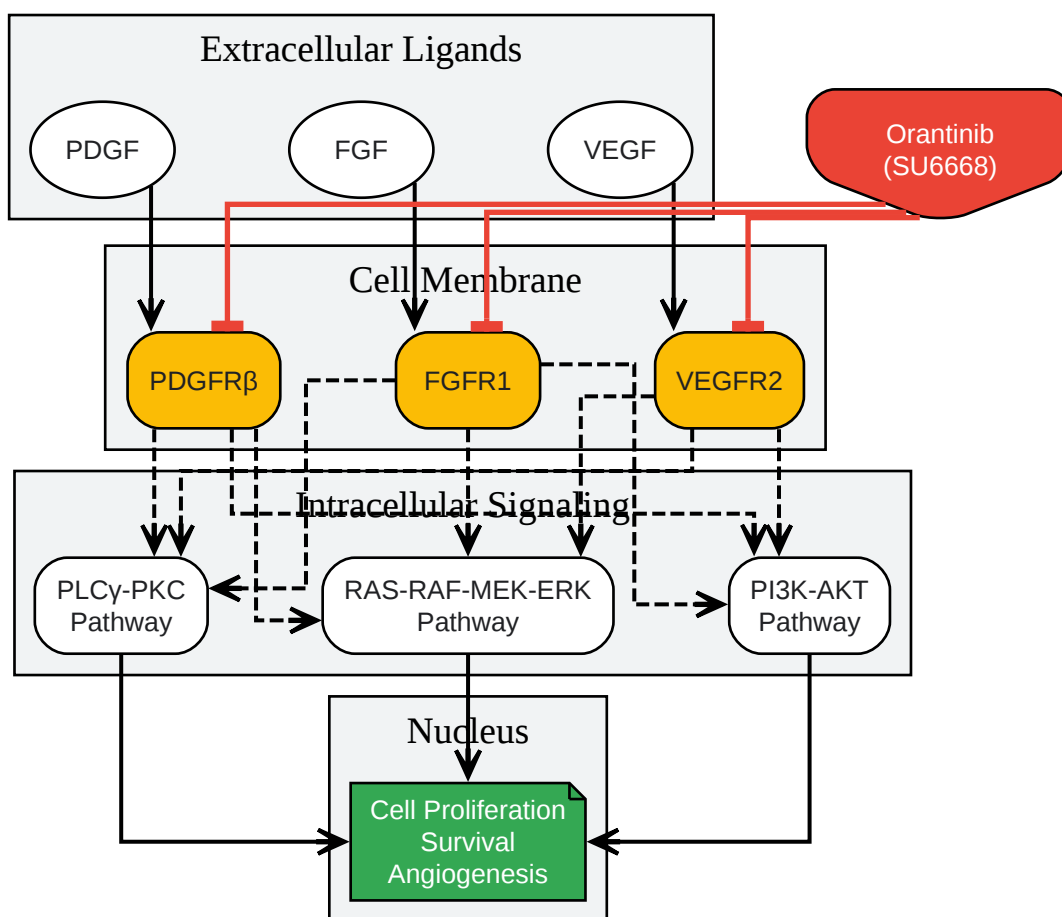 Extracellular Ligands
PDGF
FGF
VEGF
Orantinib
(SU6668)
Cell Membrane
PDGFRβ
FGFR1
VEGFR2
Intracellular Signaling
PLCγ-PKC
Pathway
RAS-RAF-MEK-ERK
Pathway
PI3K-AKT
Pathway
Nucleus
Cell Proliferation
Survival
Angiogenesis